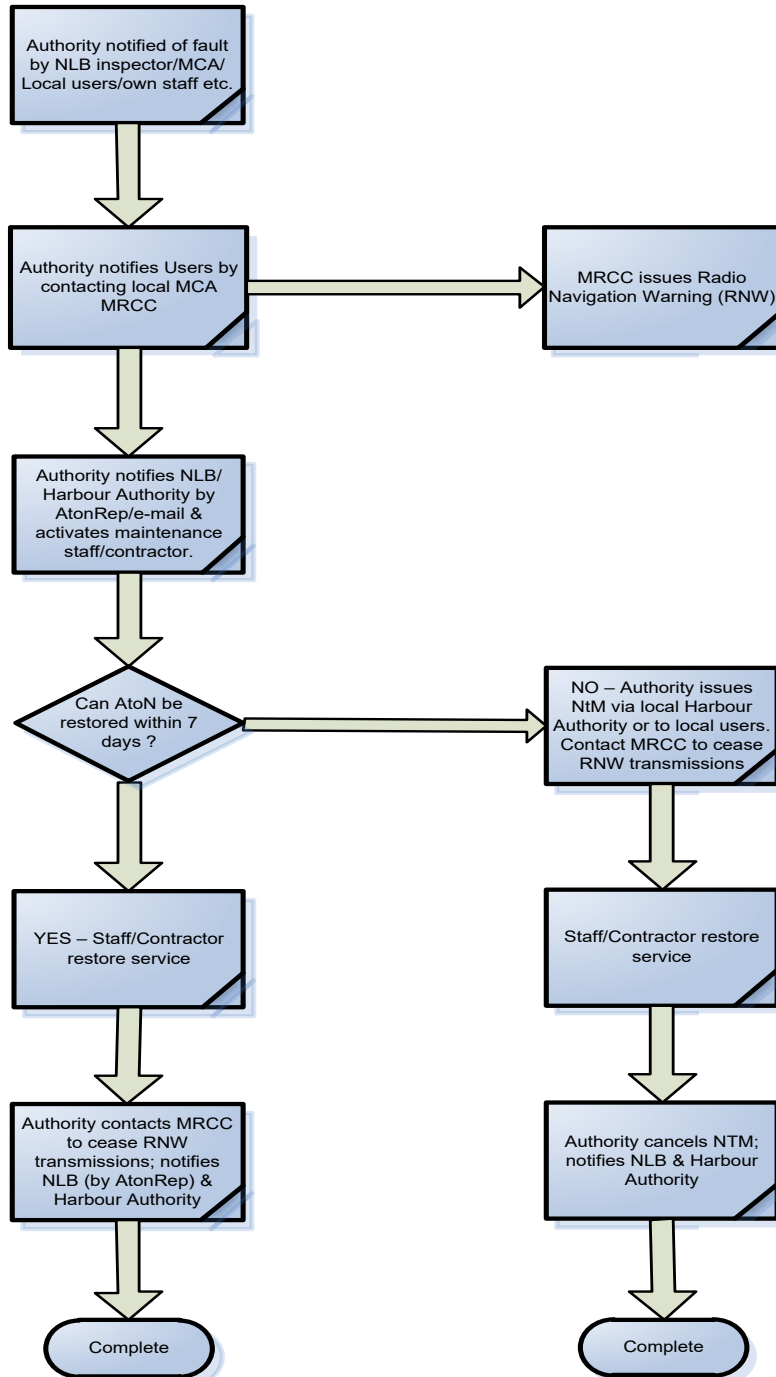 Authority notified of fault
by NLB inspector/MCA/
Local users/own staff etc.
Authority notifies Users by
contacting local MCA
MRCC
MRCC issues Radio
Navigation Warning (RNW)
Authority notifies NLB/
Harbour Authority by
AtonRep/e-mail &
activates maintenance
staff/contractor.
Can AtoN be
restored within 7
days ?
NO – Authority issues
NtM via local Harbour
Authority or to local users.
Contact MRCC to cease
RNW transmissions
YES – Staff/Contractor
restore service
Staff/Contractor restore
service
Authority contacts MRCC
to cease RNW
transmissions; notifies
NLB (by AtonRep) &
Harbour Authority
Authority cancels NTM;
notifies NLB & Harbour
Authority
Complete
Complete